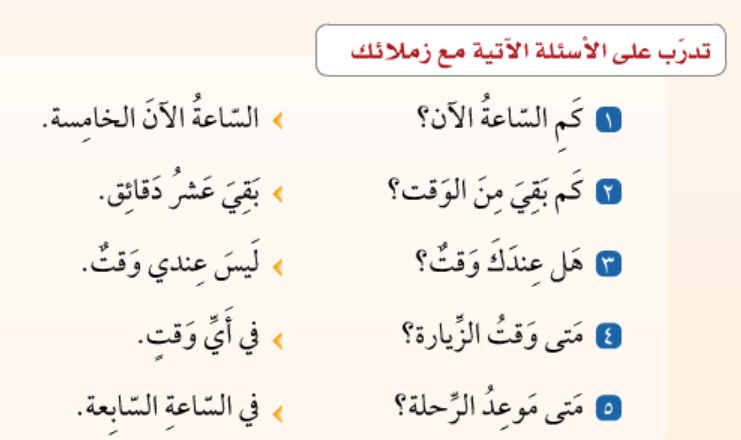 تدرّب على الأسئلة الآتية مع زملائك
١ كَمِ السّاعةُ الآن؟ السّاعةُ الآنَ الخامِسة.
٢ كَم بَقِيَ مِنَ الوَقت؟ بَقِيَ عَشرُ دَقائِق.
٣ هَل عِندَكَ وَقتٌ؟ لَيسَ عِندي وَقتٌ.
٤ مَتى وَقتُ الزِّيارة؟ في أَيِّ وَقتٍ.
٥ مَتى مَوعِدُ الرِّحلة؟ في السّاعةِ السّابِعة.